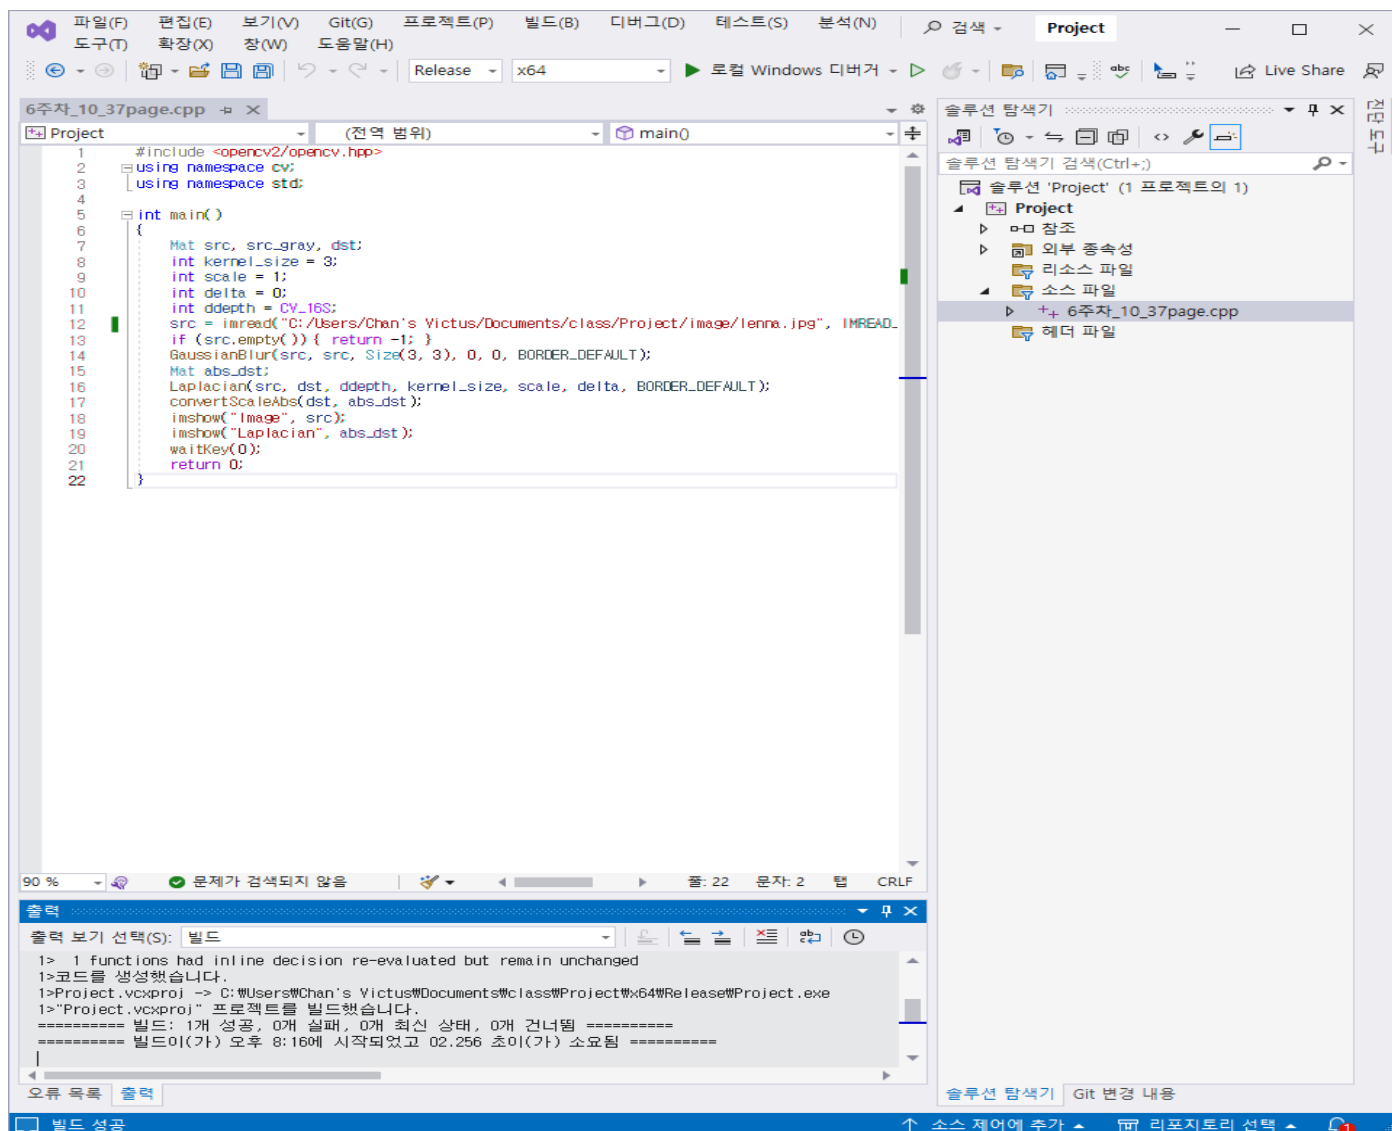 파일(F) 편집(E) 보기(V) Git(G) 프로젝트(P) 빌드(B) 디버그(D) 테스트(S) 분석(N) 검색 Project
도구(T) 확장(X) 창(W) 도움말(H)
Release x64 로컬 Windows 디버거 Live Share
6주차_10_37page.cpp
Project (전역 범위) main()
1 #include <opencv2/opencv.hpp>
2 using namespace cv;
3 using namespace std;
4
5 int main()
6 {
7 Mat src, src_gray, dst;
8 int kernel_size = 3;
9 int scale = 1;
10 int delta = 0;
11 int ddepth = CV_16S;
12 src = imread("C:/Users/Chan's Victus/Documents/class/Project/image/lenna.jpg", IMREAD_
13 if (src.empty()) { return -1; }
14 GaussianBlur(src, src, Size(3, 3), 0, 0, BORDER_DEFAULT);
15 Mat abs_dst;
16 Laplacian(src, dst, ddepth, kernel_size, scale, delta, BORDER_DEFAULT);
17 convertScaleAbs(dst, abs_dst);
18 imshow("Image", src);
19 imshow("Laplacian", abs_dst);
20 waitKey(0);
21 return 0;
22 }
90 % 문제가 검색되지 않음 줄: 22 문자: 2 탭 CRLF
출력
출력 보기 선택(S): 빌드
1> 1 functions had inline decision re-evaluated but remain unchanged
1>코드를 생성했습니다.
1>Project.vcxproj -> C:₩Users₩Chan's Victus₩Documents₩class₩Project₩x64₩Release₩Project.exe
1>"Project.vcxproj" 프로젝트를 빌드했습니다.
========== 빌드: 1개 성공, 0개 실패, 0개 최신 상태, 0개 건너뜀 ==========
========== 빌드이(가) 오후 8:16에 시작되었고 02.256 초이(가) 소요됨 ==========
오류 목록 출력
솔루션 탐색기
솔루션 탐색기 검색(Ctrl+;)
솔루션 'Project' (1 프로젝트의 1)
Project
참조
외부 종속성
리소스 파일
소스 파일
6주차_10_37page.cpp
헤더 파일
솔루션 탐색기 Git 변경 내용
진단 도구
빌드 성공 소스 제어에 추가 리포지토리 선택 1